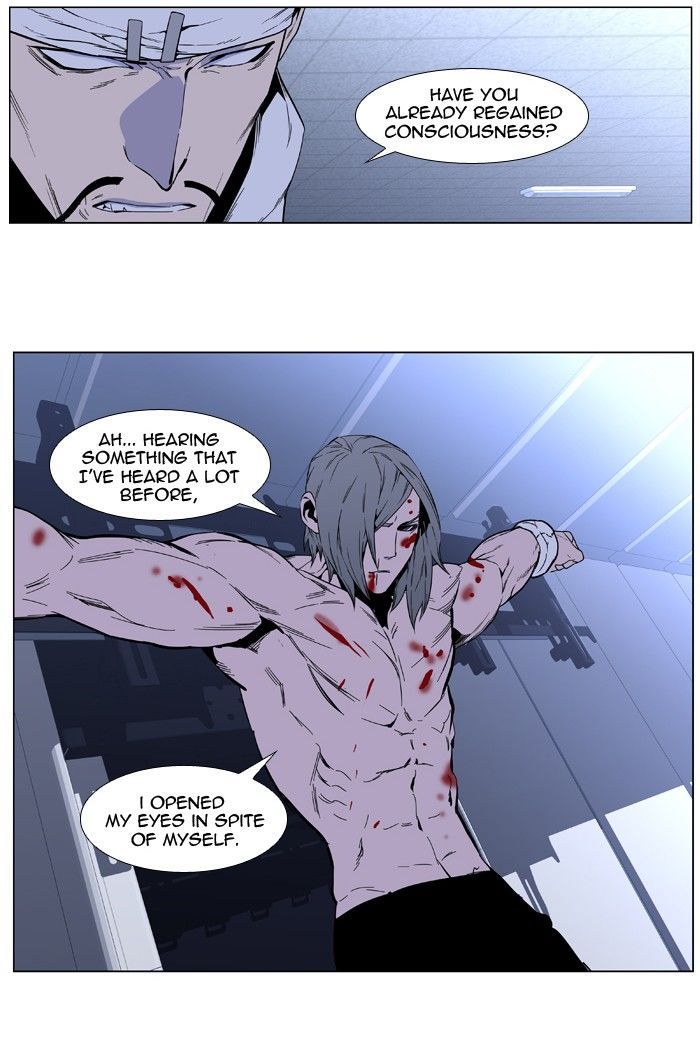 HAVE YOU
ALREADY REGAINED
CONSCIOUSNESS?
AH... HEARING
SOMETHING THAT
I'VE HEARD A LOT
BEFORE,
I OPENED
MY EYES IN SPITE
OF MYSELF.